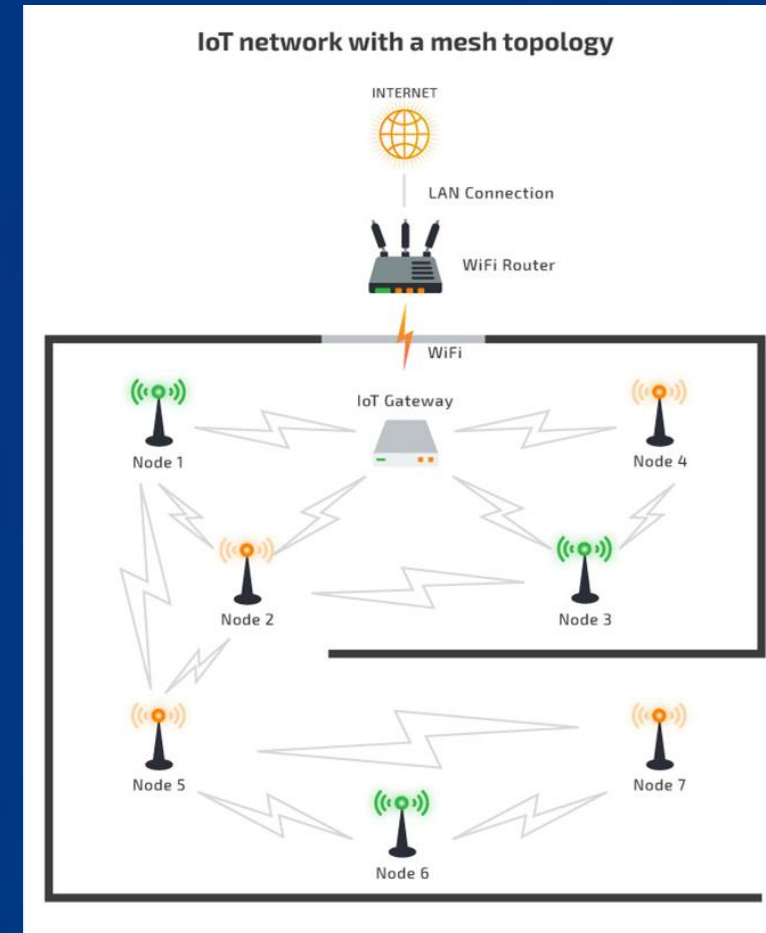 IoT network with a mesh topology
INTERNET
LAN Connection
WiFi Router
WiFi
IoT Gateway
Node 1
Node 4
Node 2
Node 3
Node 5
Node 7
Node 6